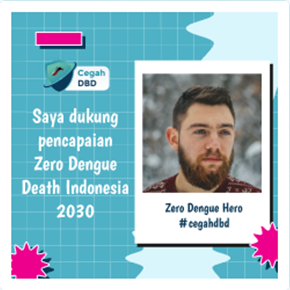 Cegah
DBD
Saya dukung
pencapaian
Zero Dengue
Death Indonesia
2030
Zero Dengue Hero
#cegahdbd